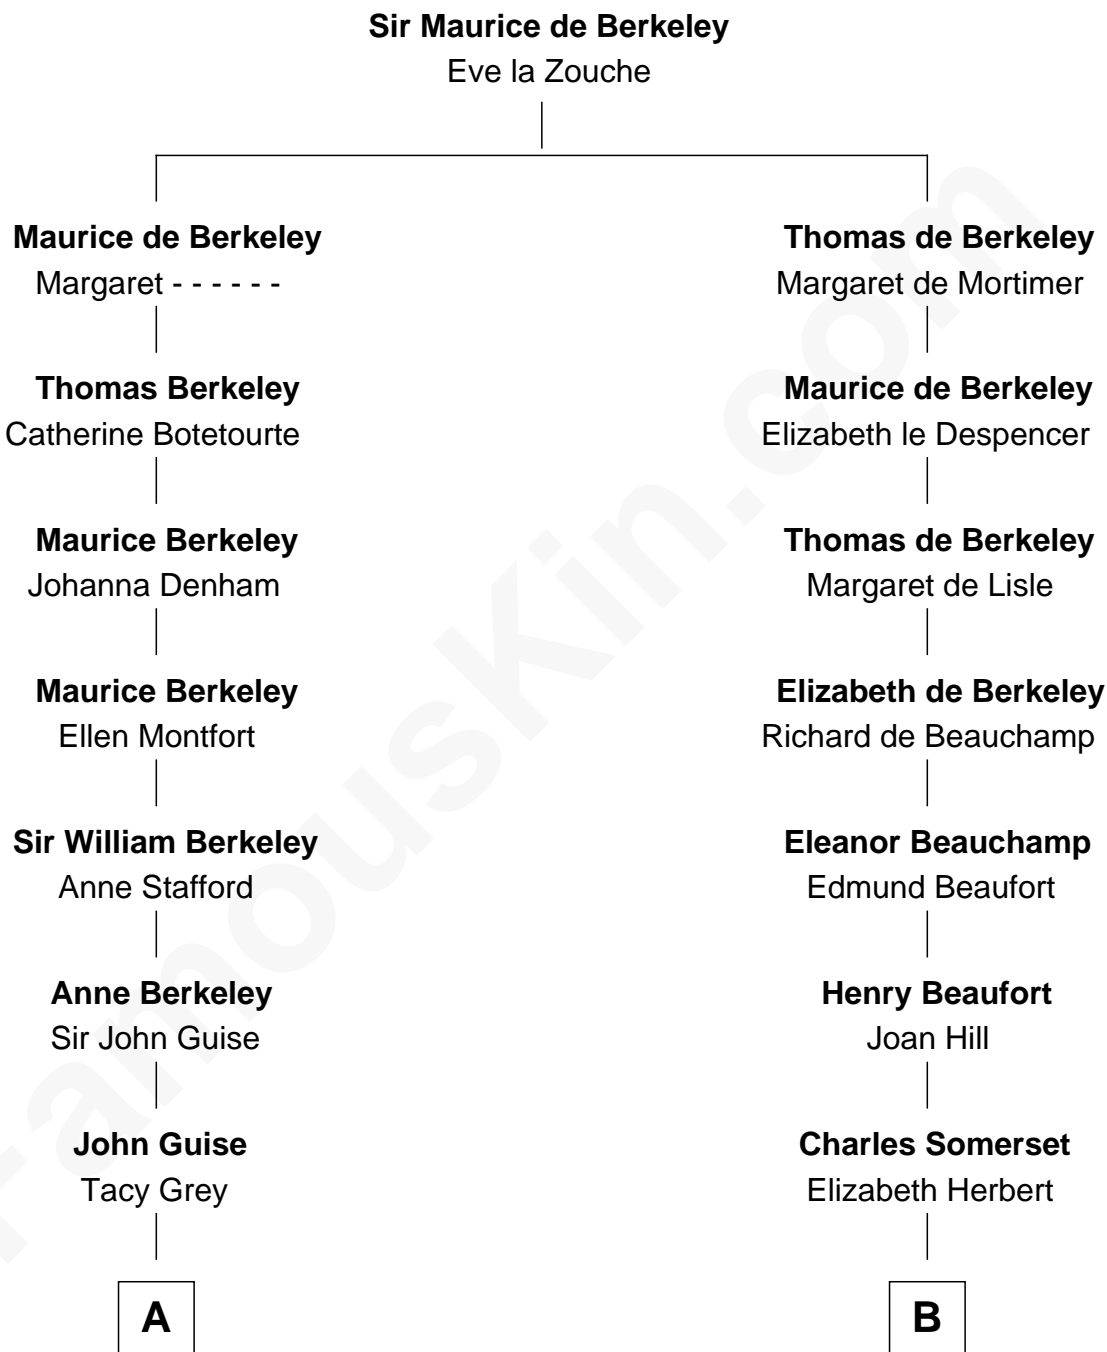 Sir Maurice de Berkeley
Eve la Zouche
Maurice de Berkeley
Margaret - - - - - -
Thomas Berkeley
Catherine Botetourte
Maurice Berkeley
Johanna Denham
Maurice Berkeley
Ellen Montfort
Sir William Berkeley
Anne Stafford
Anne Berkeley
Sir John Guise
John Guise
Tacy Grey
A
Thomas de Berkeley
Margaret de Mortimer
Maurice de Berkeley
Elizabeth le Despencer
Thomas de Berkeley
Margaret de Lisle
Elizabeth de Berkeley
Richard de Beauchamp
Eleanor Beauchamp
Edmund Beaufort
Henry Beaufort
Joan Hill
Charles Somerset
Elizabeth Herbert
B
FamousKin.com